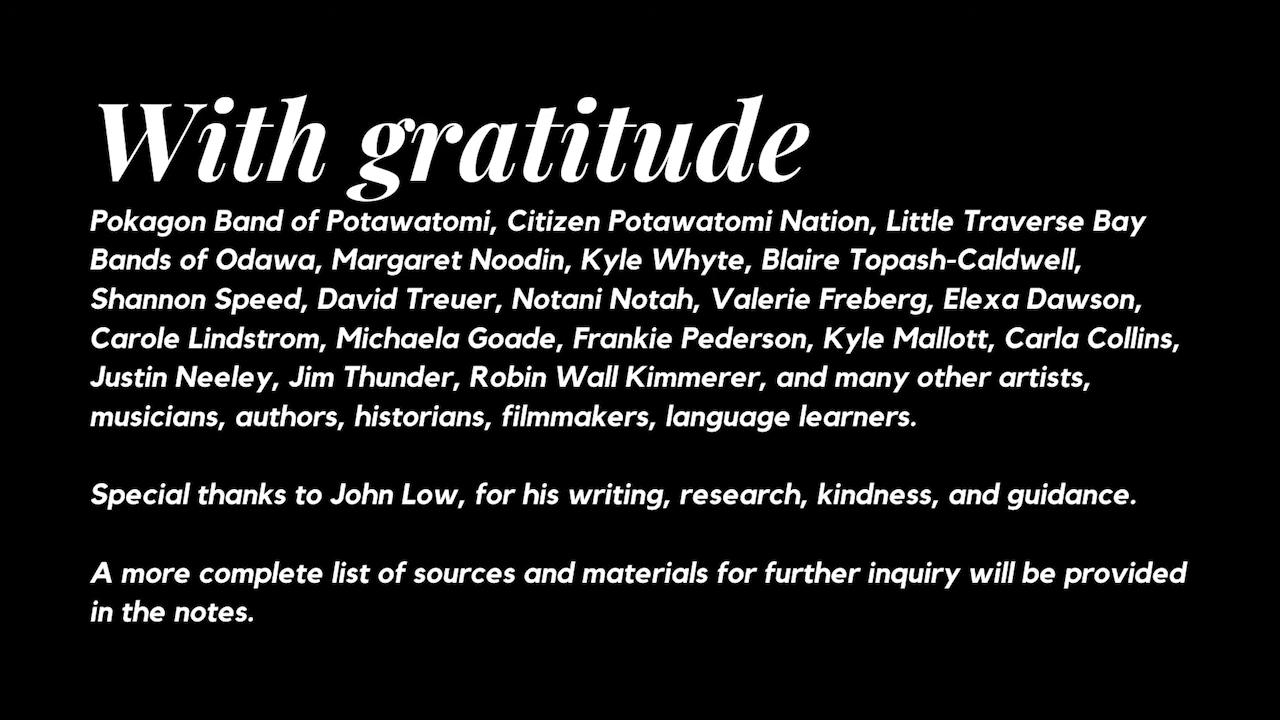 With gratitude
Pokagon Band of Potawatomi, Citizen Potawatomi Nation, Little Traverse Bay
Bands of Odawa, Margaret Noodin, Kyle Whyte, Blaire Topash-Caldwell,
Shannon Speed, David Treuer, Notani Notah, Valerie Freberg, Elexa Dawson,
Carole Lindstrom, Michaela Goade, Frankie Pederson, Kyle Mallott, Carla Collins,
Justin Neeley, Jim Thunder, Robin Wall Kimmerer, and many other artists,
musicians, authors, historians, filmmakers, language learners.
Special thanks to John Low, for his writing, research, kindness, and guidance.
A more complete list of sources and materials for further inquiry will be provided
in the notes.